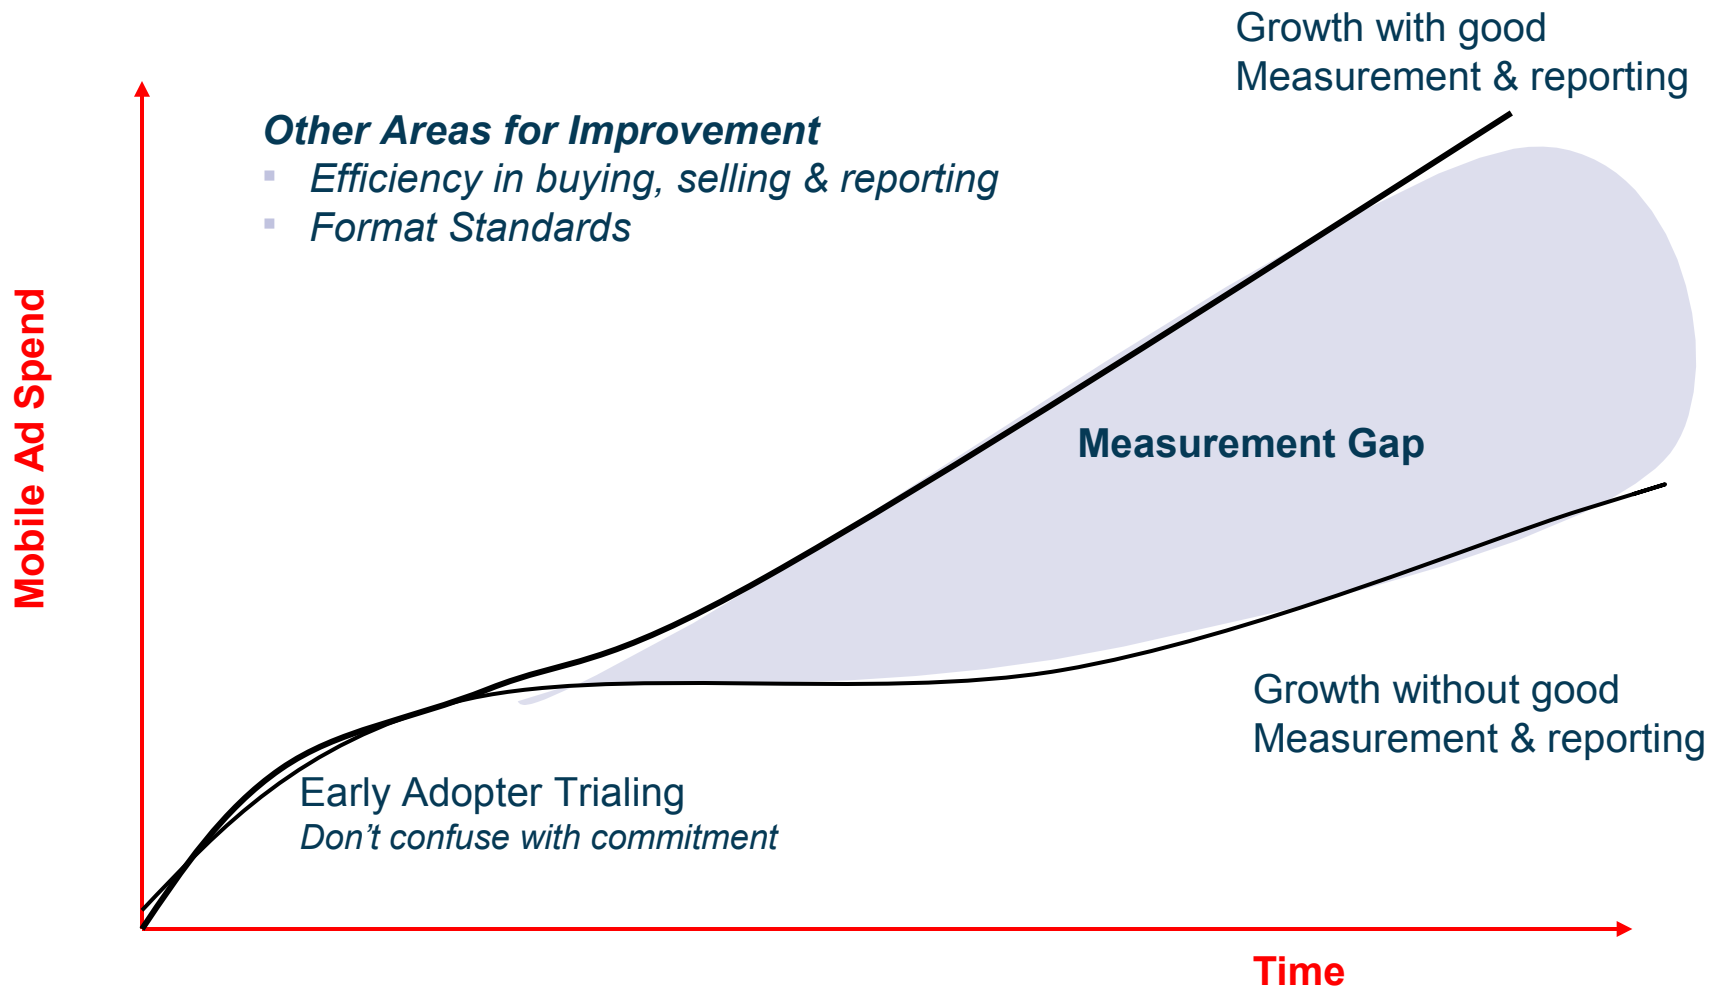 Growth with good
Measurement & reporting
Other Areas for Improvement
▪ Efficiency in buying, selling & reporting
▪ Format Standards
Mobile Ad Spend
Measurement Gap
Growth without good
Measurement & reporting
Early Adopter Trialing
Don’t confuse with commitment
Time